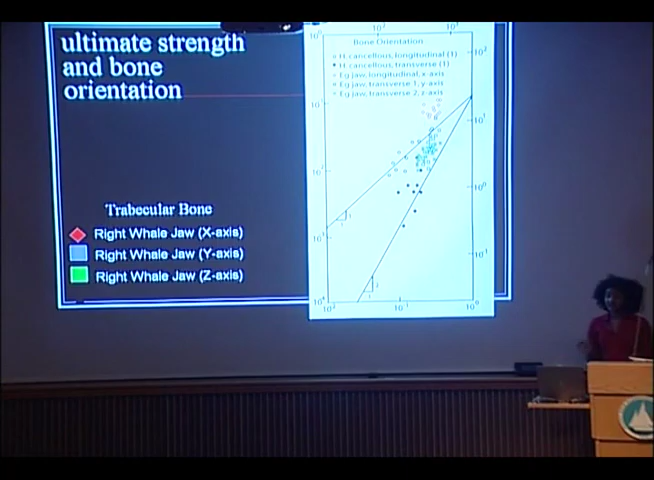 ultimate strength
and bone
orientation
Trabecular Bone
Right Whale Jaw (X-axis)
Right Whale Jaw (Y-axis)
Right Whale Jaw (Z-axis)
Bone Orientation
H cancellous, longitudinal (1)
H cancellous, transverse (1)
Eg jaw, longitudinal, x-axis
Eg jaw, transverse 1, y-axis
Eg jaw, transverse 2, z-axis